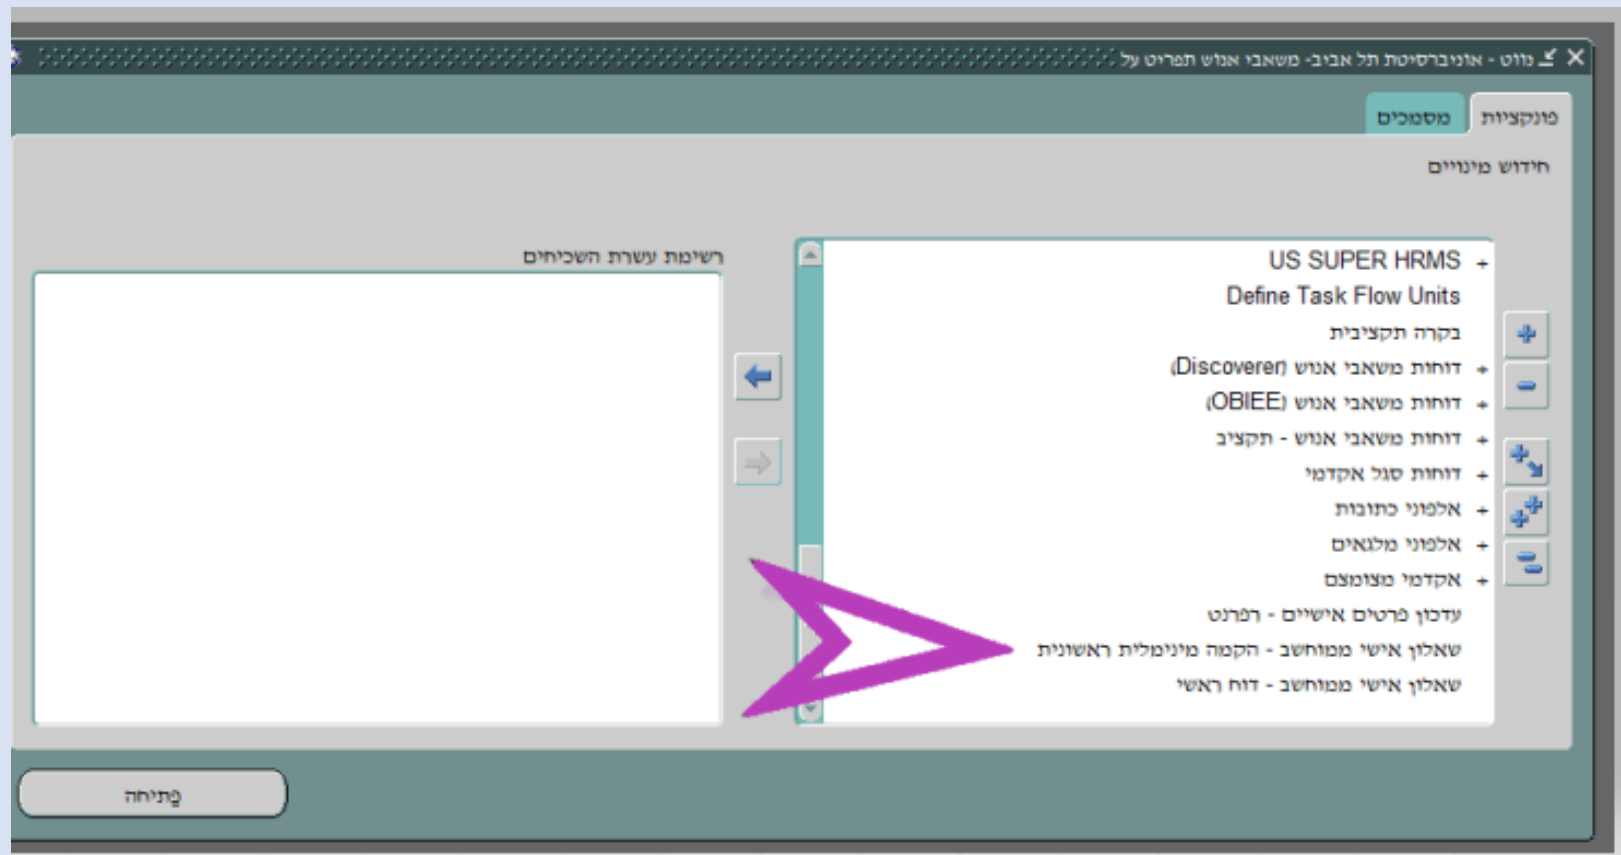 נווט - אוניברסיטת תל אביב- משאבי אנוש תפריט על
פונקציות
מסמכים
חידוש מינויים
US SUPER HRMS +
Define Task Flow Units
בקרה תקציבית
+ דוחות משאבי אנוש (Discoverer)
+ דוחות משאבי אנוש (OBIEE)
+ דוחות משאבי אנוש - תקציב
+ דוחות סגל אקדמי
+ אלפוני כתובות
+ אלפוני מלגאים
+ אקדמי מצומצם
עדכון פרטים אישיים - רפרנט
שאלון אישי ממוחשב - הקמה מינימלית ראשונית
שאלון אישי ממוחשב - דוח ראשי
רשימת עשרת השכיחים
פתיחה